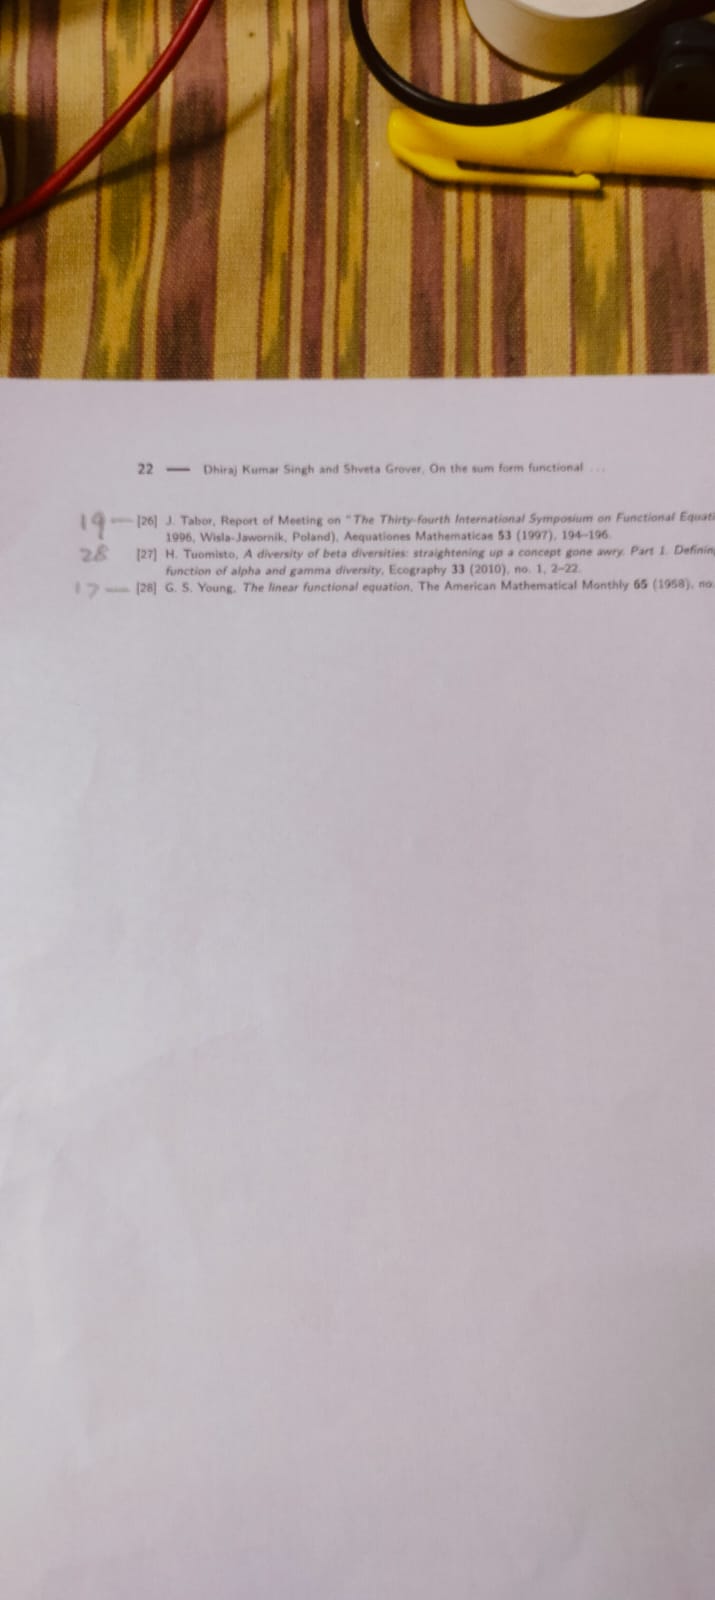 22 — Dhiraj Kumar Singh and Shveta Grover, On the sum form functional ...
19 — [26] J. Tabor, Report of Meeting on "The Thirty-fourth International Symposium on Functional Equati
1996, Wisla-Jawornik, Poland), Aequationes Mathematicae 53 (1997), 194–196.
28 [27] H. Tuomisto, A diversity of beta diversities: straightening up a concept gone awry. Part 1. Definin
function of alpha and gamma diversity, Ecography 33 (2010), no. 1, 2–22.
17 — [28] G. S. Young, The linear functional equation, The American Mathematical Monthly 65 (1958), no.